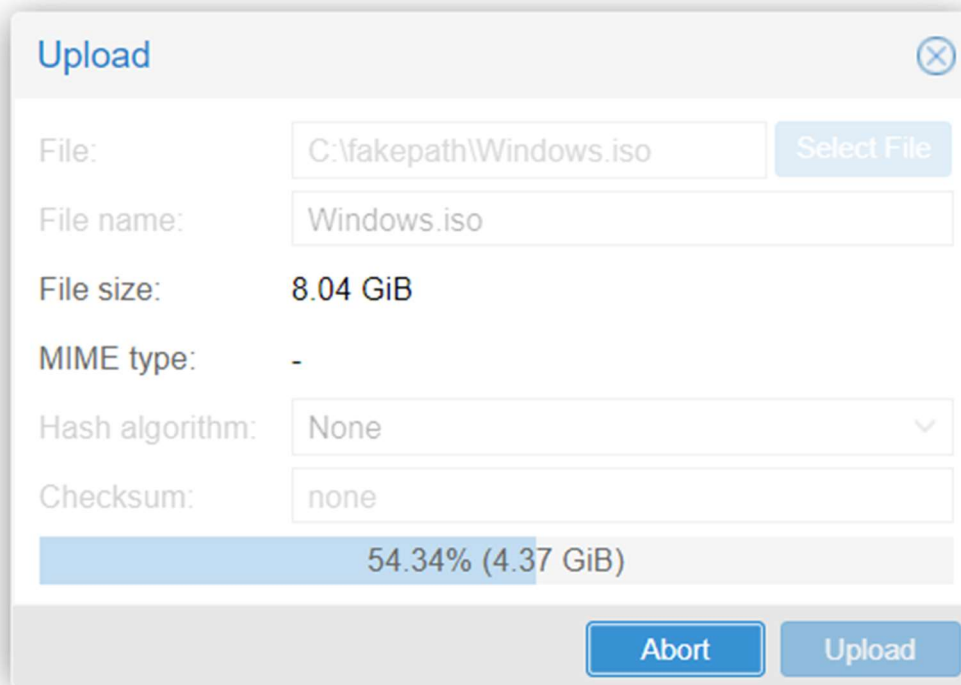 Upload
File: C:\fakepath\Windows.iso Select File
File name: Windows.iso
File size: 8.04 GiB
MIME type: -
Hash algorithm: None
Checksum: none
54.34% (4.37 GiB)
Abort Upload